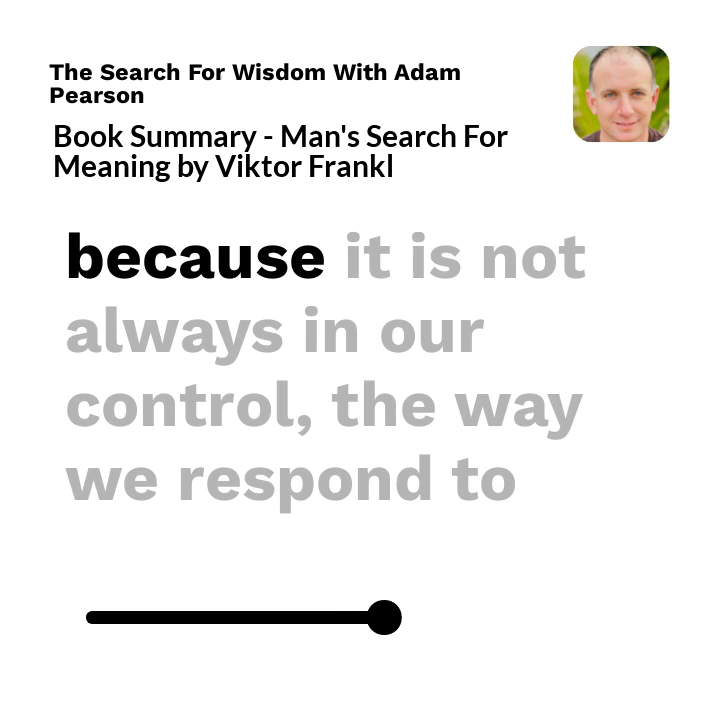 The Search For Wisdom With Adam
Pearson
Book Summary - Man's Search For
Meaning by Viktor Frankl
because it is not
always in our
control, the way
we respond to